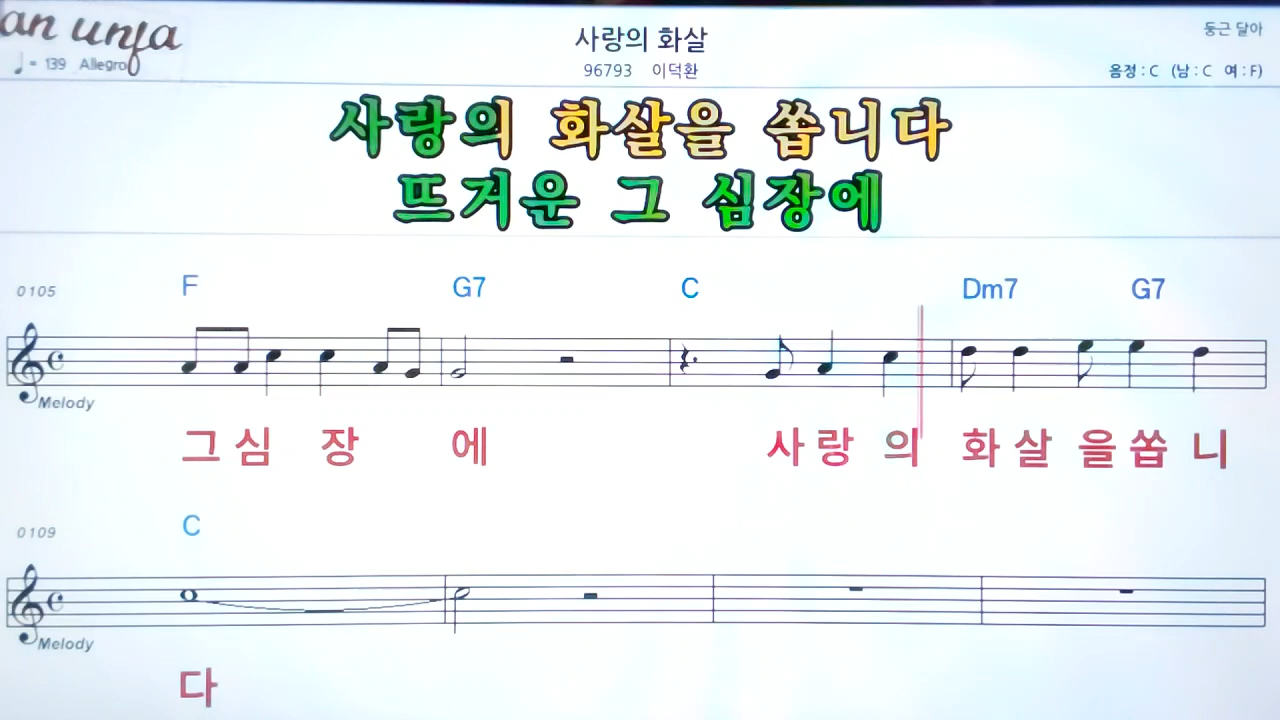 an unfa
사랑의 화살
둥근 달아
♩= 139 Allegro
96793 이덕환
음정 : C (남 : C 여 : F)
사랑의 화살을 쏩니다
뜨거운 그 심장에
0105 F G7 C Dm7 G7
Melody
그 심 장 에 사 랑 의 화 살 을 쏩 니
0109 C
Melody
다